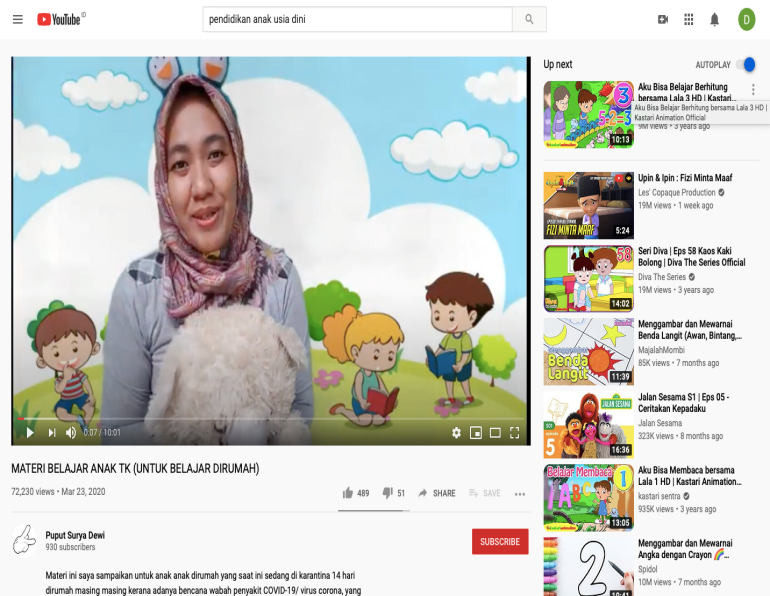 YouTube ID
pendidikan anak usia dini
D
Up next
AUTOPLAY
3
5-2=3
10:13
Aku Bisa Belajar Berhitung
bersama Lala 3 HD | Kastari...
Aku Bisa Belajar Berhitung bersama Lala 3 HD |
Kastari Animation Official
9M views • 3 years ago
FIZI MINTA MAAF
5:24
Upin & Ipin : Fizi Minta Maaf
Les' Copaque Production
19M views • 1 week ago
58
14:02
Seri Diva | Eps 58 Kaos Kaki
Bolong | Diva The Series Official
Diva The Series
19M views • 3 years ago
Menggambar
Benda
Langit
11:39
Menggambar dan Mewarnai
Benda Langit (Awan, Bintang,...
MajalahMombi
85K views • 7 months ago
JALAN SESAMA
S01
5
16:36
Jalan Sesama S1 | Eps 05 -
Ceritakan Kepadaku
Jalan Sesama
323K views • 8 months ago
Belajar Membaca
1
ABC
13:05
Aku Bisa Membaca bersama
Lala 1 HD | Kastari Animation...
kastari sentra
935K views • 3 years ago
2
10:41
Menggambar dan Mewarnai
Angka dengan Crayon 🌈...
Spidol
10M views • 7 months ago
0:07 / 10:01
MATERI BELAJAR ANAK TK (UNTUK BELAJAR DIRUMAH)
72,230 views • Mar 23, 2020
489
51
SHARE
SAVE
Puput Surya Dewi
930 subscribers
SUBSCRIBE
Materi ini saya sampaikan untuk anak anak dirumah yang saat ini sedang di karantina 14 hari
dirumah masing masing kerana adanya bencana wabah penyakit COVID-19/ virus corona, yang